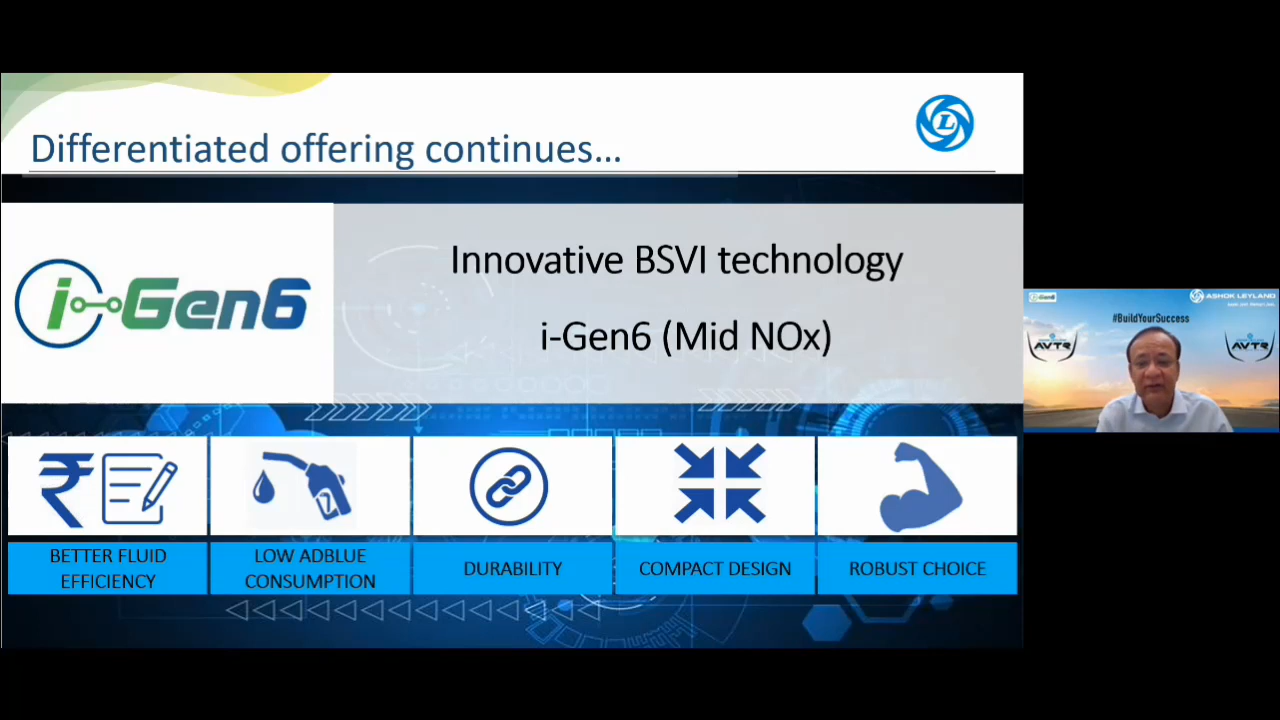 Differentiated offering continues...
L
i-Gen6
Innovative BSVI technology
i-Gen6 (Mid NOx)
BETTER FLUID
EFFICIENCY
LOW ADBLUE
CONSUMPTION
DURABILITY
COMPACT DESIGN
ROBUST CHOICE
i-Gen6
ASHOK LEYLAND
#BuildYourSuccess
AVTR
AVTR